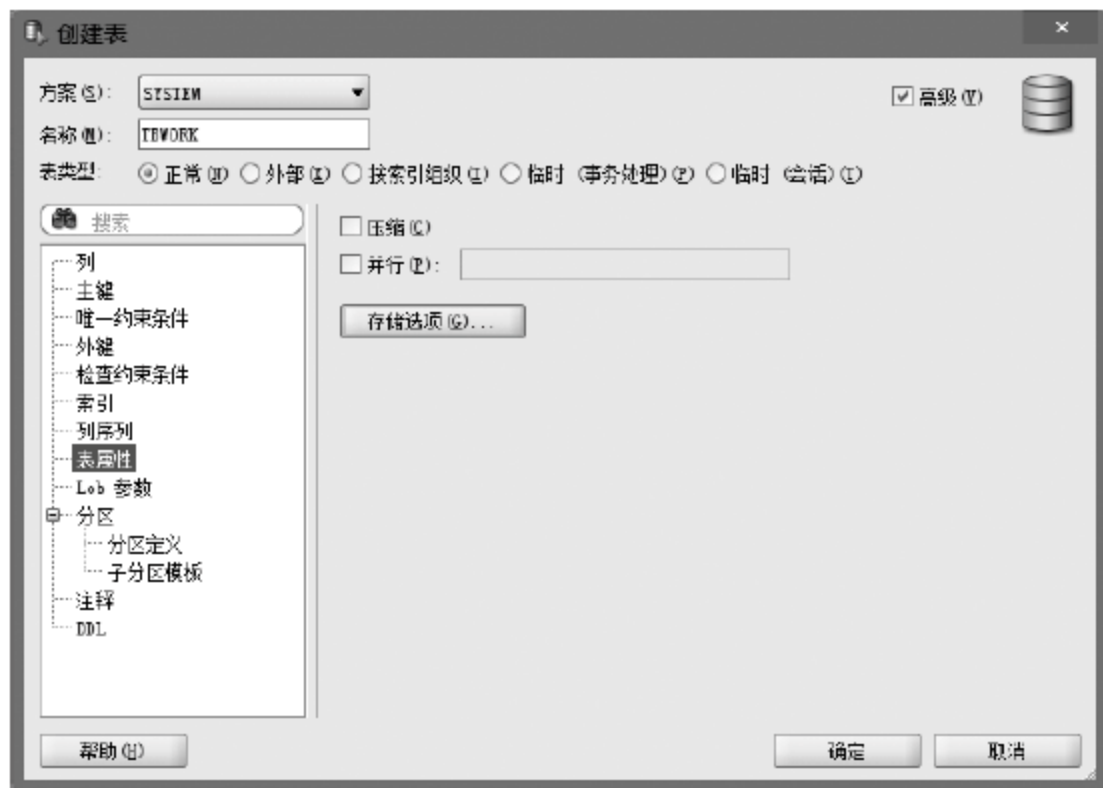 创建表
方案(S): SYSTEM 高级(V)
名称(M): TBWORK
表类型: 正常(N) 外部(X) 按索引组织(I) 临时 (事务处理)(P) 临时 (会话)(T)
搜索
压缩(C)
并行(P):
存储选项(G)...
列
主键
唯一约束条件
外键
检查约束条件
索引
列序列
表属性
Lob 参数
分区
分区定义
子分区模板
注释
DDL
帮助(H) 确定 取消